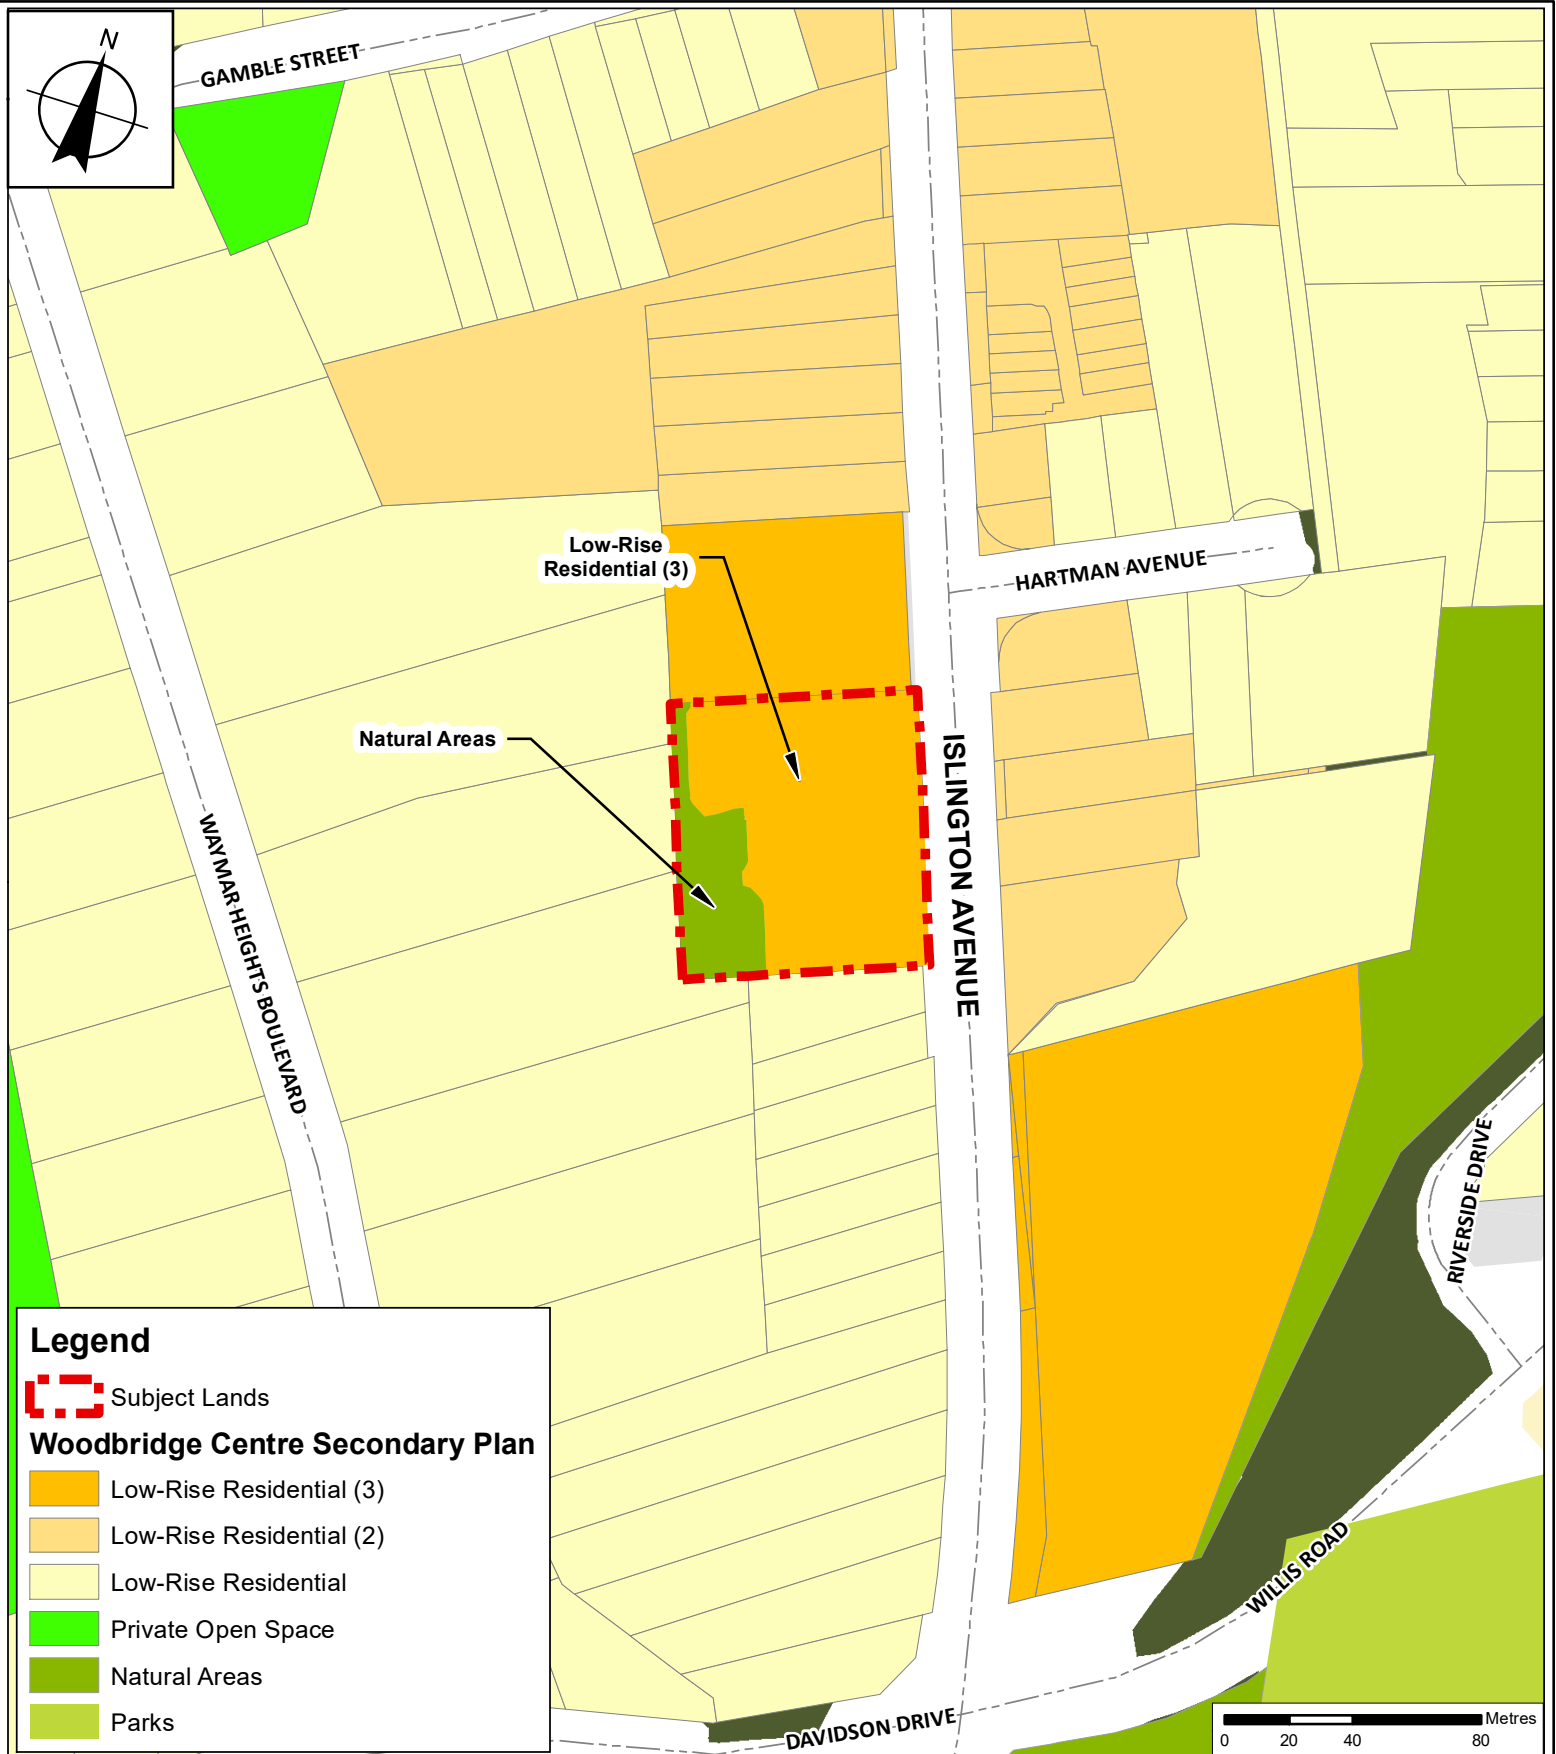 N
GAMBLE STREET
Low-Rise
Residential (3)
HARTMAN AVENUE
Natural Areas
ISLINGTON AVENUE
WAYMAR HEIGHTS BOULEVARD
RIVERSIDE DRIVE
WILLIS ROAD
DAVIDSON DRIVE
Legend
Subject Lands
Woodbridge Centre Secondary Plan
Low-Rise Residential (3)
Low-Rise Residential (2)
Low-Rise Residential
Private Open Space
Natural Areas
Parks
Metres
0 20 40 80